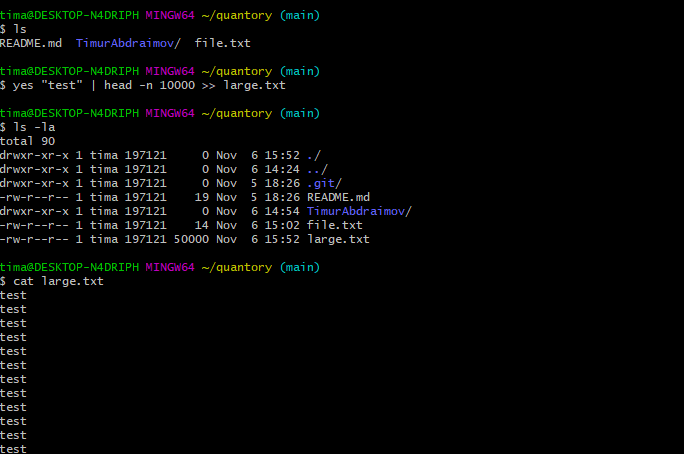 tima@DESKTOP-N4DRIPH MINGW64 ~/quantory (main)
$ ls
README.md  TimurAbdraimov/  file.txt

tima@DESKTOP-N4DRIPH MINGW64 ~/quantory (main)
$ yes "test" | head -n 10000 >> large.txt

tima@DESKTOP-N4DRIPH MINGW64 ~/quantory (main)
$ ls -la
total 90
drwxr-xr-x 1 tima 197121     0 Nov  6 15:52 ./
drwxr-xr-x 1 tima 197121     0 Nov  6 14:24 ../
drwxr-xr-x 1 tima 197121     0 Nov  5 18:26 .git/
-rw-r--r-- 1 tima 197121    19 Nov  5 18:26 README.md
drwxr-xr-x 1 tima 197121     0 Nov  6 14:54 TimurAbdraimov/
-rw-r--r-- 1 tima 197121    14 Nov  6 15:02 file.txt
-rw-r--r-- 1 tima 197121 50000 Nov  6 15:52 large.txt

tima@DESKTOP-N4DRIPH MINGW64 ~/quantory (main)
$ cat large.txt
test
test
test
test
test
test
test
test
test
test
test
test